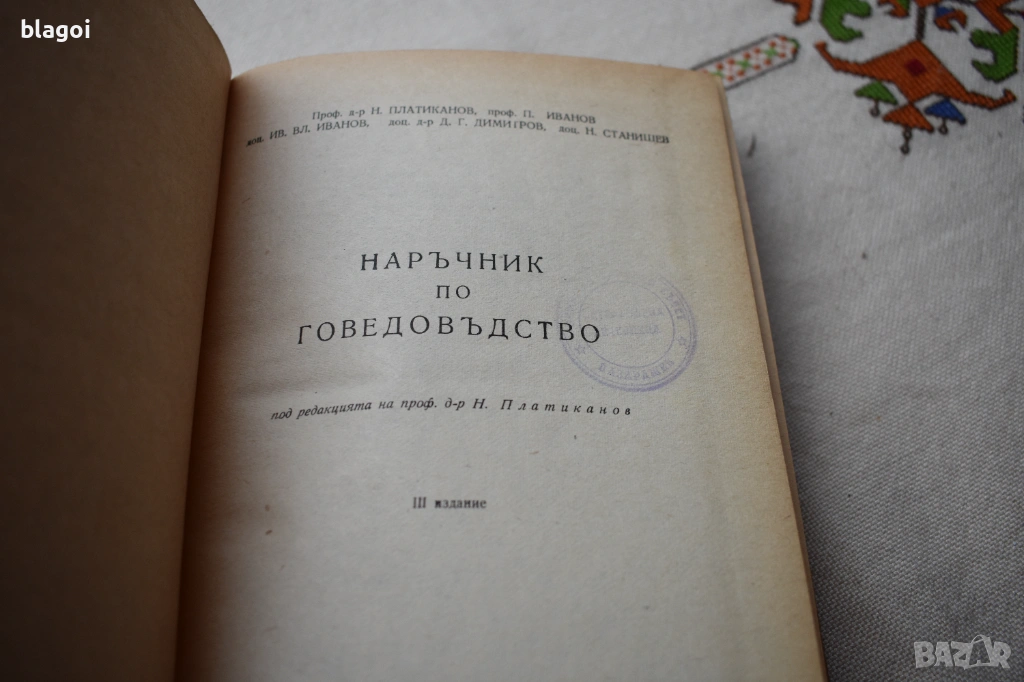 blagoi
Проф. д-р Н. ПЛАТИКАНОВ, проф. П. ИВАНОВ
доц. ИВ. ВЛ. ИВАНОВ, доц. д-р Д. Г. ДИМИТРОВ, доц. Н. СТАНИШЕВ
НАРЪЧНИК
ПО
ГОВЕДОВЪДСТВО
под редакцията на проф. д-р Н. Платиканов
III издание
BAZAR